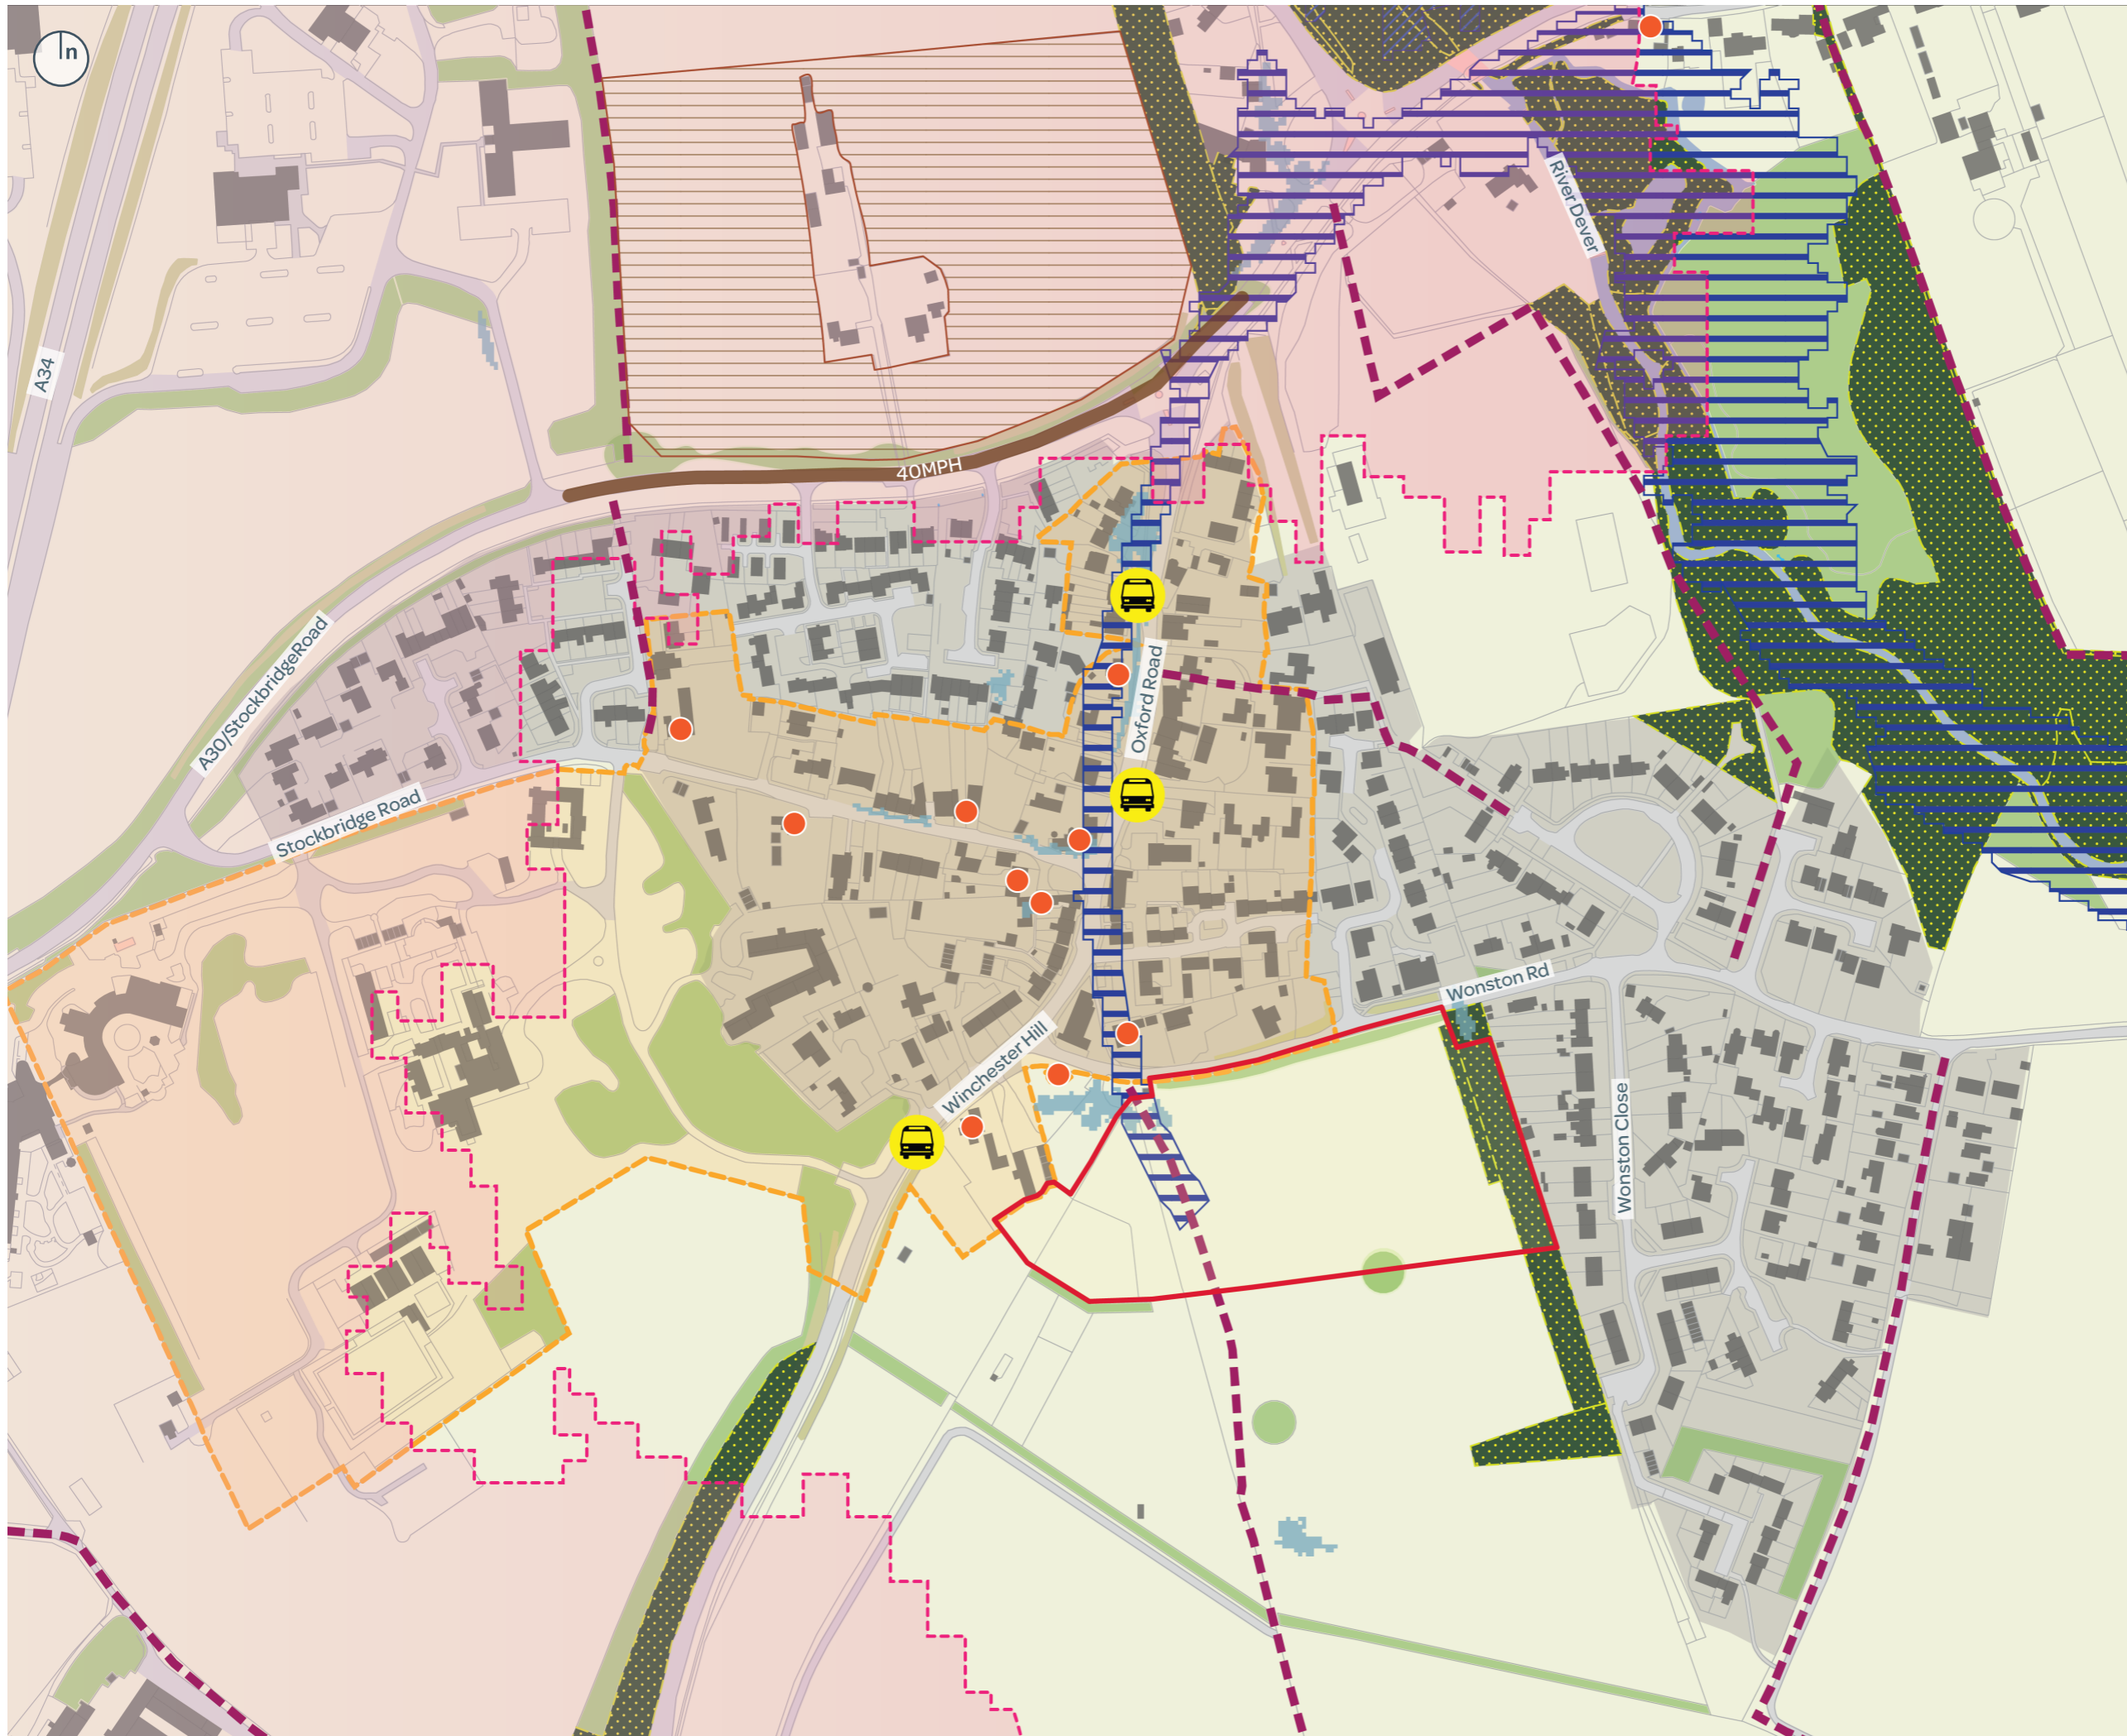 n
A34
River Dever
40MPH
A30/StockbridgeRoad
Oxford Road
Stockbridge Road
Wonston Rd
Winchester Hill
Wonston Close